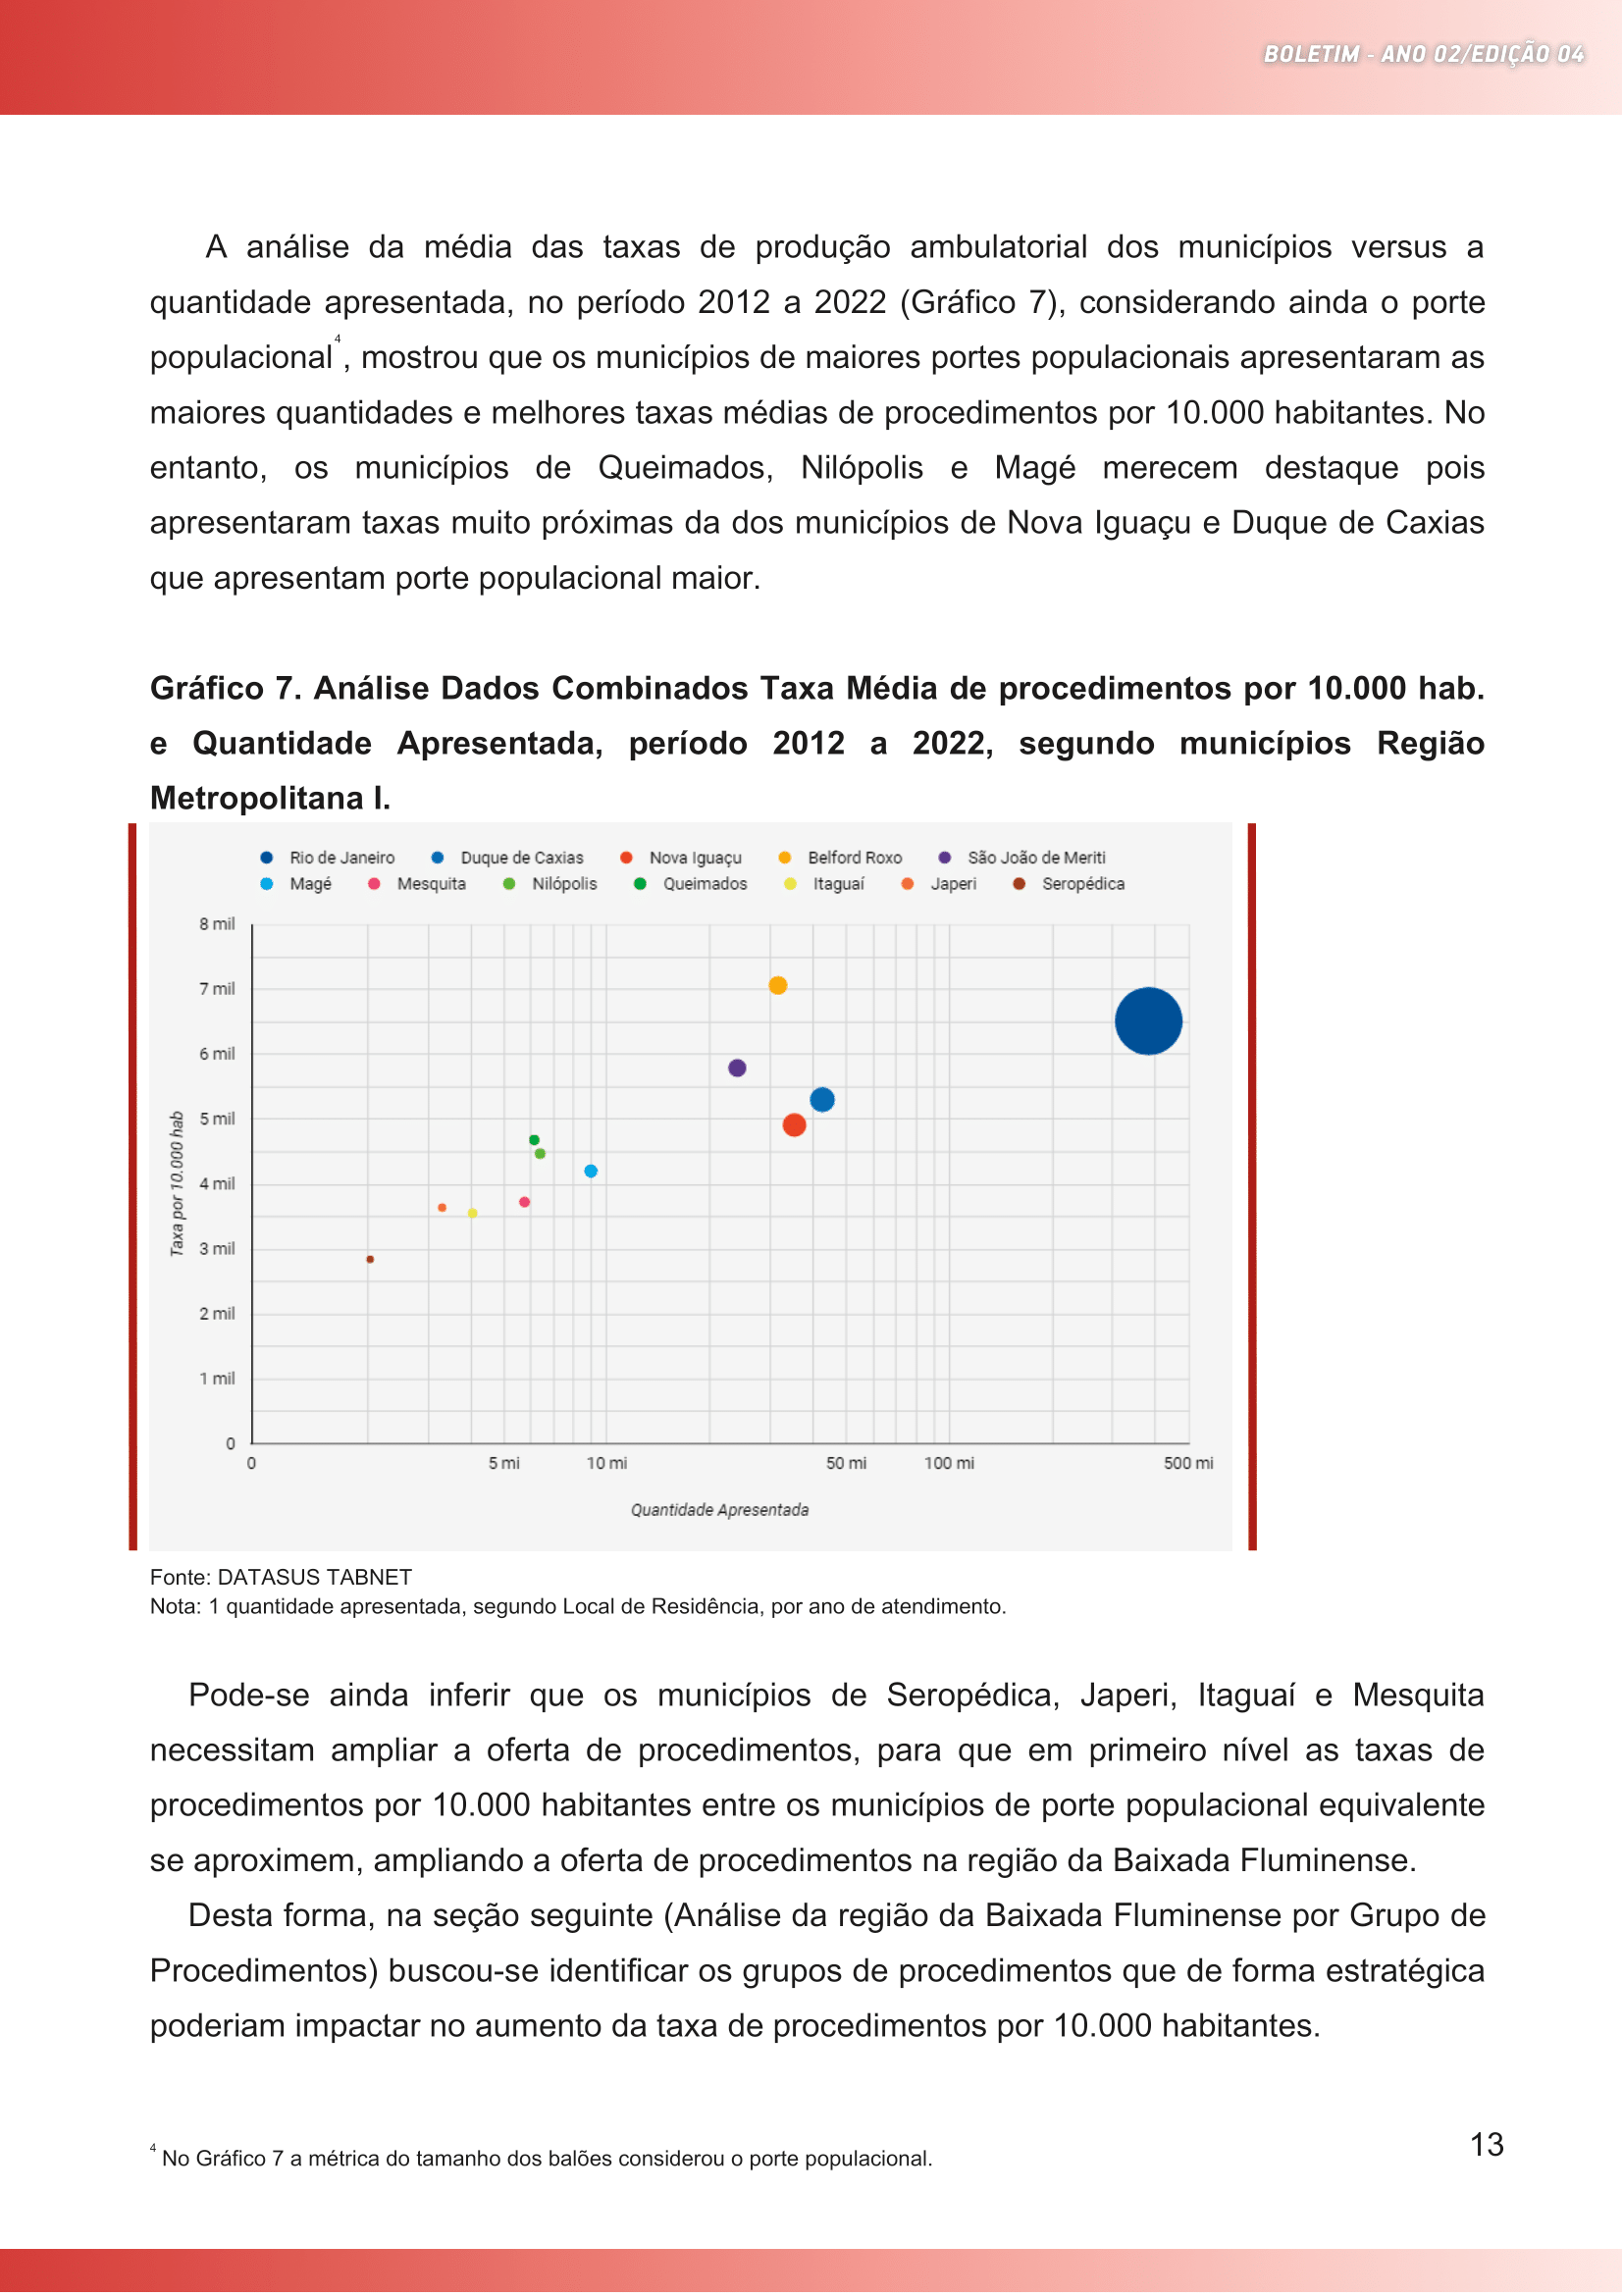 BOLETIM - ANO 02/EDIÇÃO 04
A análise da média das taxas de produção ambulatorial dos municípios versus a
quantidade apresentada, no período 2012 a 2022 (Gráfico 7), considerando ainda o porte
populacional⁴, mostrou que os municípios de maiores portes populacionais apresentaram as
maiores quantidades e melhores taxas médias de procedimentos por 10.000 habitantes. No
entanto, os municípios de Queimados, Nilópolis e Magé merecem destaque pois
apresentaram taxas muito próximas da dos municípios de Nova Iguaçu e Duque de Caxias
que apresentam porte populacional maior.
Gráfico 7. Análise Dados Combinados Taxa Média de procedimentos por 10.000 hab.
e Quantidade Apresentada, período 2012 a 2022, segundo municípios Região
Metropolitana I.
Rio de Janeiro Duque de Caxias Nova Iguaçu Belford Roxo São João de Meriti
Magé Mesquita Nilópolis Queimados Itaguaí Japeri Seropédica
8 mil
7 mil
6 mil
5 mil
4 mil
3 mil
2 mil
1 mil
0
Taxa por 10.000 hab
0 5 mi 10 mi 50 mi 100 mi 500 mi
Quantidade Apresentada
Fonte: DATASUS TABNET
Nota: 1 quantidade apresentada, segundo Local de Residência, por ano de atendimento.
Pode-se ainda inferir que os municípios de Seropédica, Japeri, Itaguaí e Mesquita
necessitam ampliar a oferta de procedimentos, para que em primeiro nível as taxas de
procedimentos por 10.000 habitantes entre os municípios de porte populacional equivalente
se aproximem, ampliando a oferta de procedimentos na região da Baixada Fluminense.
Desta forma, na seção seguinte (Análise da região da Baixada Fluminense por Grupo de
Procedimentos) buscou-se identificar os grupos de procedimentos que de forma estratégica
poderiam impactar no aumento da taxa de procedimentos por 10.000 habitantes.
⁴ No Gráfico 7 a métrica do tamanho dos balões considerou o porte populacional.
13